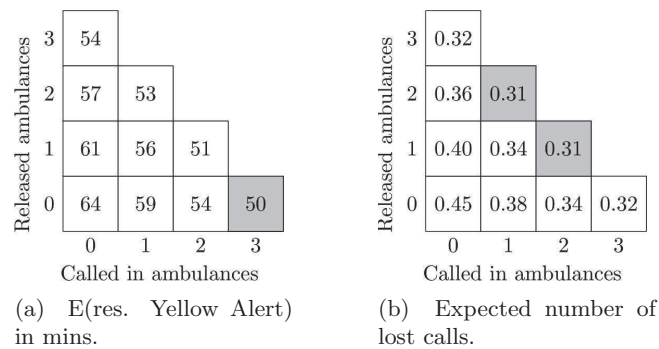 Released ambulances
3 54
2 57 53
1 61 56 51
0 64 59 54 50
0 1 2 3
Called in ambulances
(a) E(res. Yellow Alert)
in mins.
Released ambulances
3 0.32
2 0.36 0.31
1 0.40 0.34 0.31
0 0.45 0.38 0.34 0.32
0 1 2 3
Called in ambulances
(b) Expected number of
lost calls.